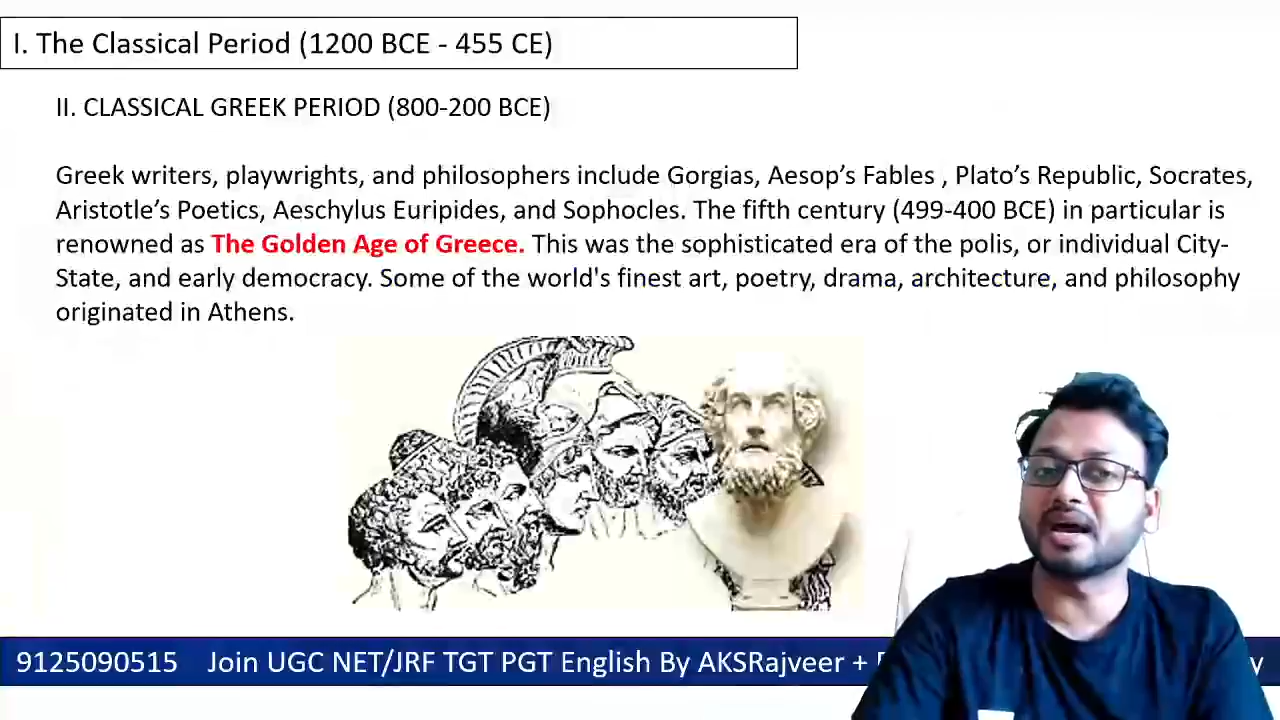 I. The Classical Period (1200 BCE - 455 CE)
II. CLASSICAL GREEK PERIOD (800-200 BCE)
Greek writers, playwrights, and philosophers include Gorgias, Aesop’s Fables , Plato’s Republic, Socrates,
Aristotle’s Poetics, Aeschylus Euripides, and Sophocles. The fifth century (499-400 BCE) in particular is
renowned as The Golden Age of Greece. This was the sophisticated era of the polis, or individual City-
State, and early democracy. Some of the world's finest art, poetry, drama, architecture, and philosophy
originated in Athens.
9125090515 Join UGC NET/JRF TGT PGT English By AKSRajveer +